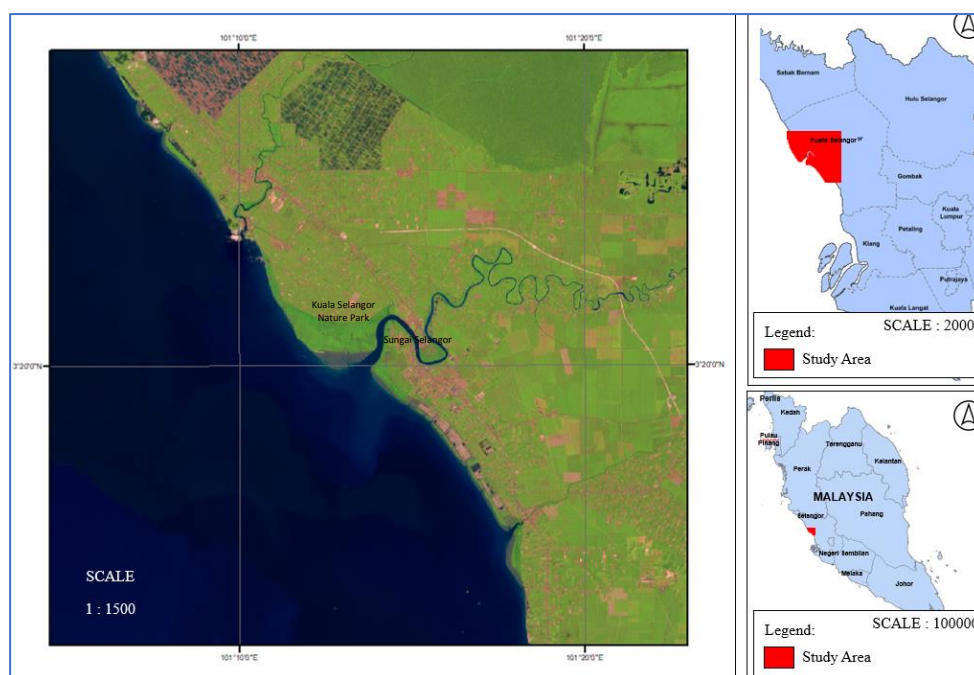 101°10'0"E
101°20'0"E
Kuala Selangor
Nature Park
Sungai Selangor
3°20'0"N
3°20'0"N
SCALE
1 : 1500
101°10'0"E
101°20'0"E
Sabak Bernam
Hulu Selangor
Kuala Selangor
Gombak
Kuala
Lumpur
Petaling
Klang
Putrajaya
Kuala Langat
Legend:
SCALE : 2000
Study Area
Perlis
Kedah
Pulau
Pinang
Terangganu
Kelantan
Perak
MALAYSIA
Selangor
Pahang
Negeri Sembilan
Melaka
Johor
Legend:
SCALE : 100000
Study Area